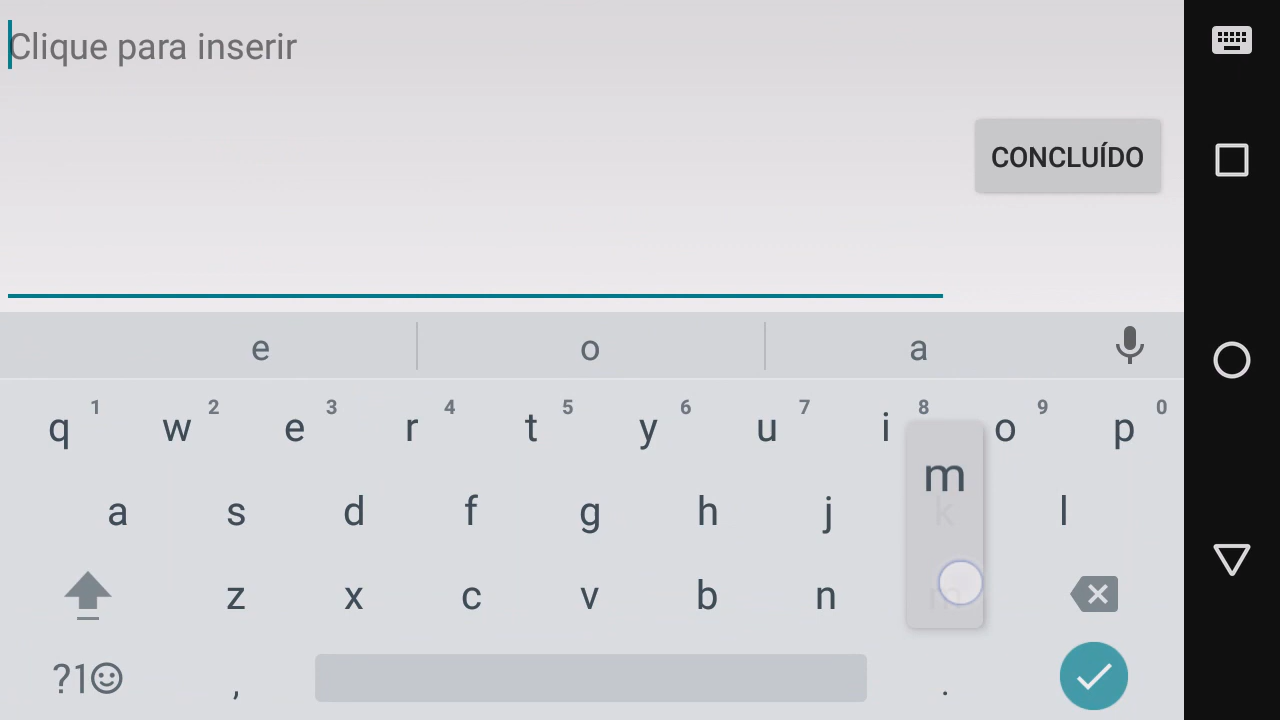 Clique para inserir
CONCLUÍDO
e o a
q 1 w 2 e 3 r 4 t 5 y 6 u 7 i 8 o 9 p 0
m
a s d f g h j k l
z x c v b n m
?1
, .